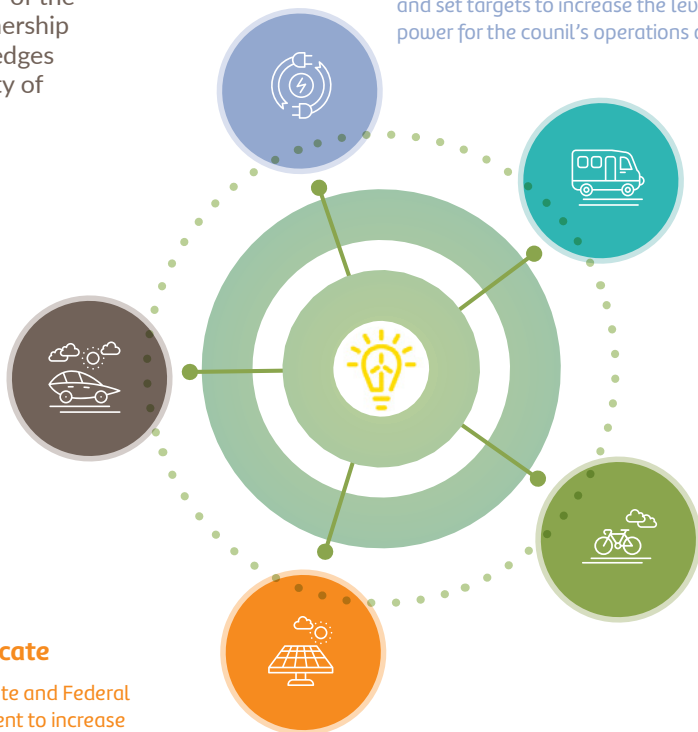 of the
nership
edges
ty of
and set targets to increase the lev
power for the counil's operations a
cate
te and Federal
ent to increase